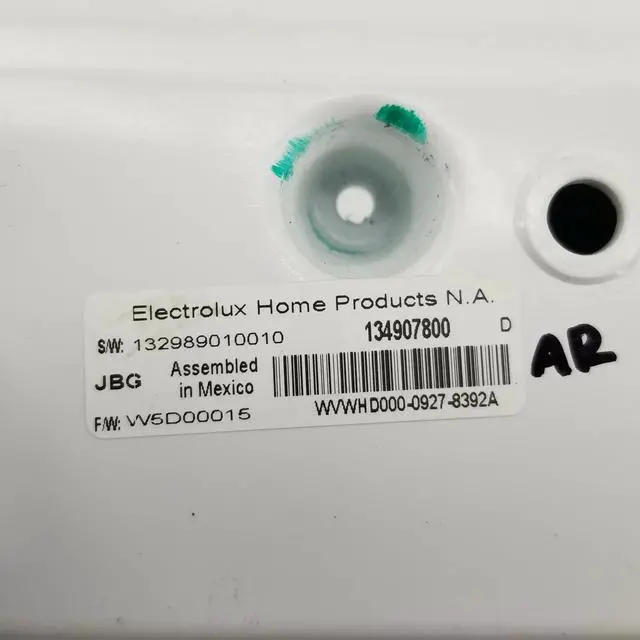 Electrolux Home Products N.A.
S/W: 132989010010
134907800 D
JBG
Assembled
in Mexico
F/W: VV5D00015
WVWHD000-0927-8392A
AR